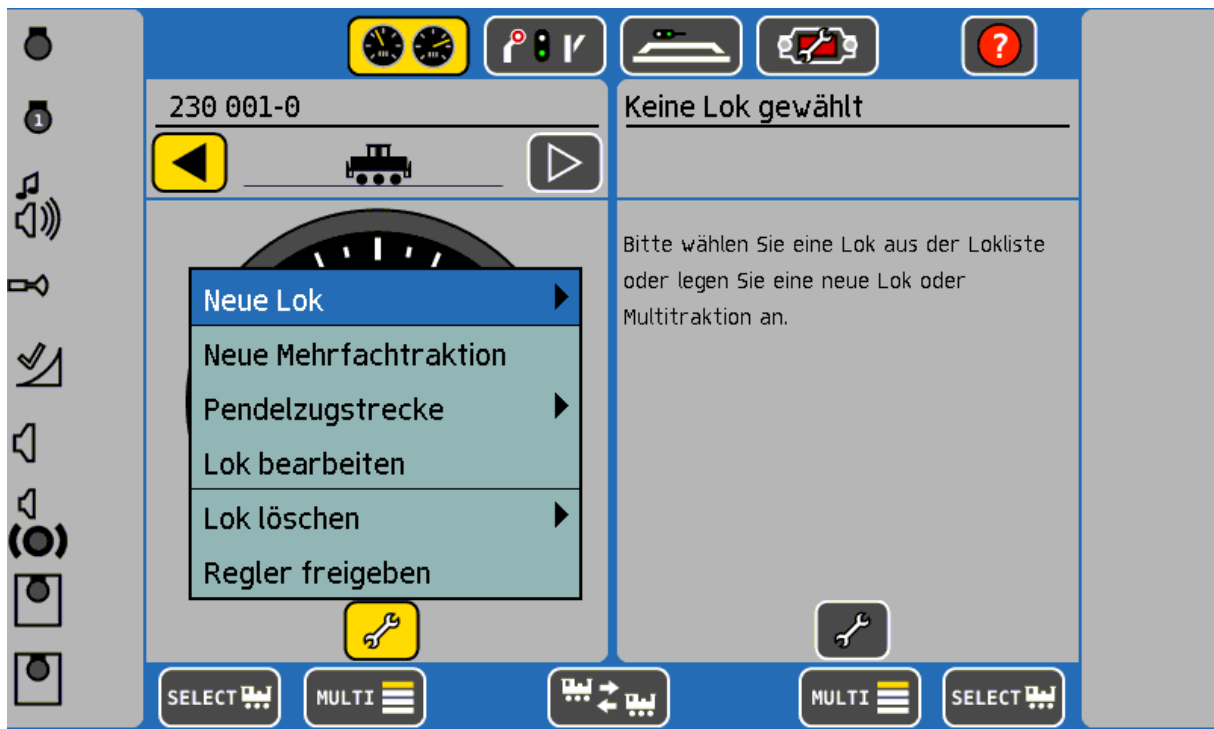 ?
230 001-0
Keine Lok gewählt
1
Bitte wählen Sie eine Lok aus der Lokliste
oder legen Sie eine neue Lok oder
Multitraktion an.
Neue Lok
Neue Mehrfachtraktion
Pendelzugstrecke
Lok bearbeiten
Lok löschen
Regler freigeben
SELECT
MULTI
MULTI
SELECT